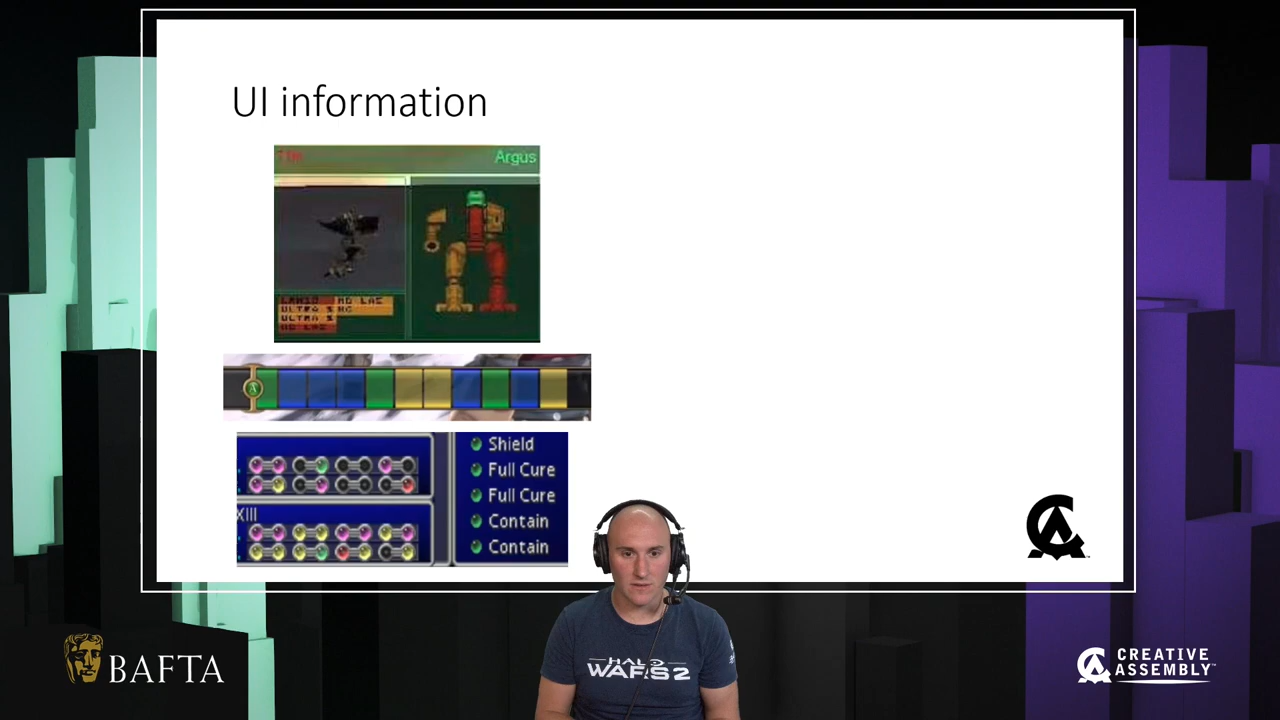 UI information
Argus
Shield
Full Cure
Full Cure
XIII
Contain
Contain
HALO
WARS 2
BAFTA
CREATIVE
ASSEMBLY